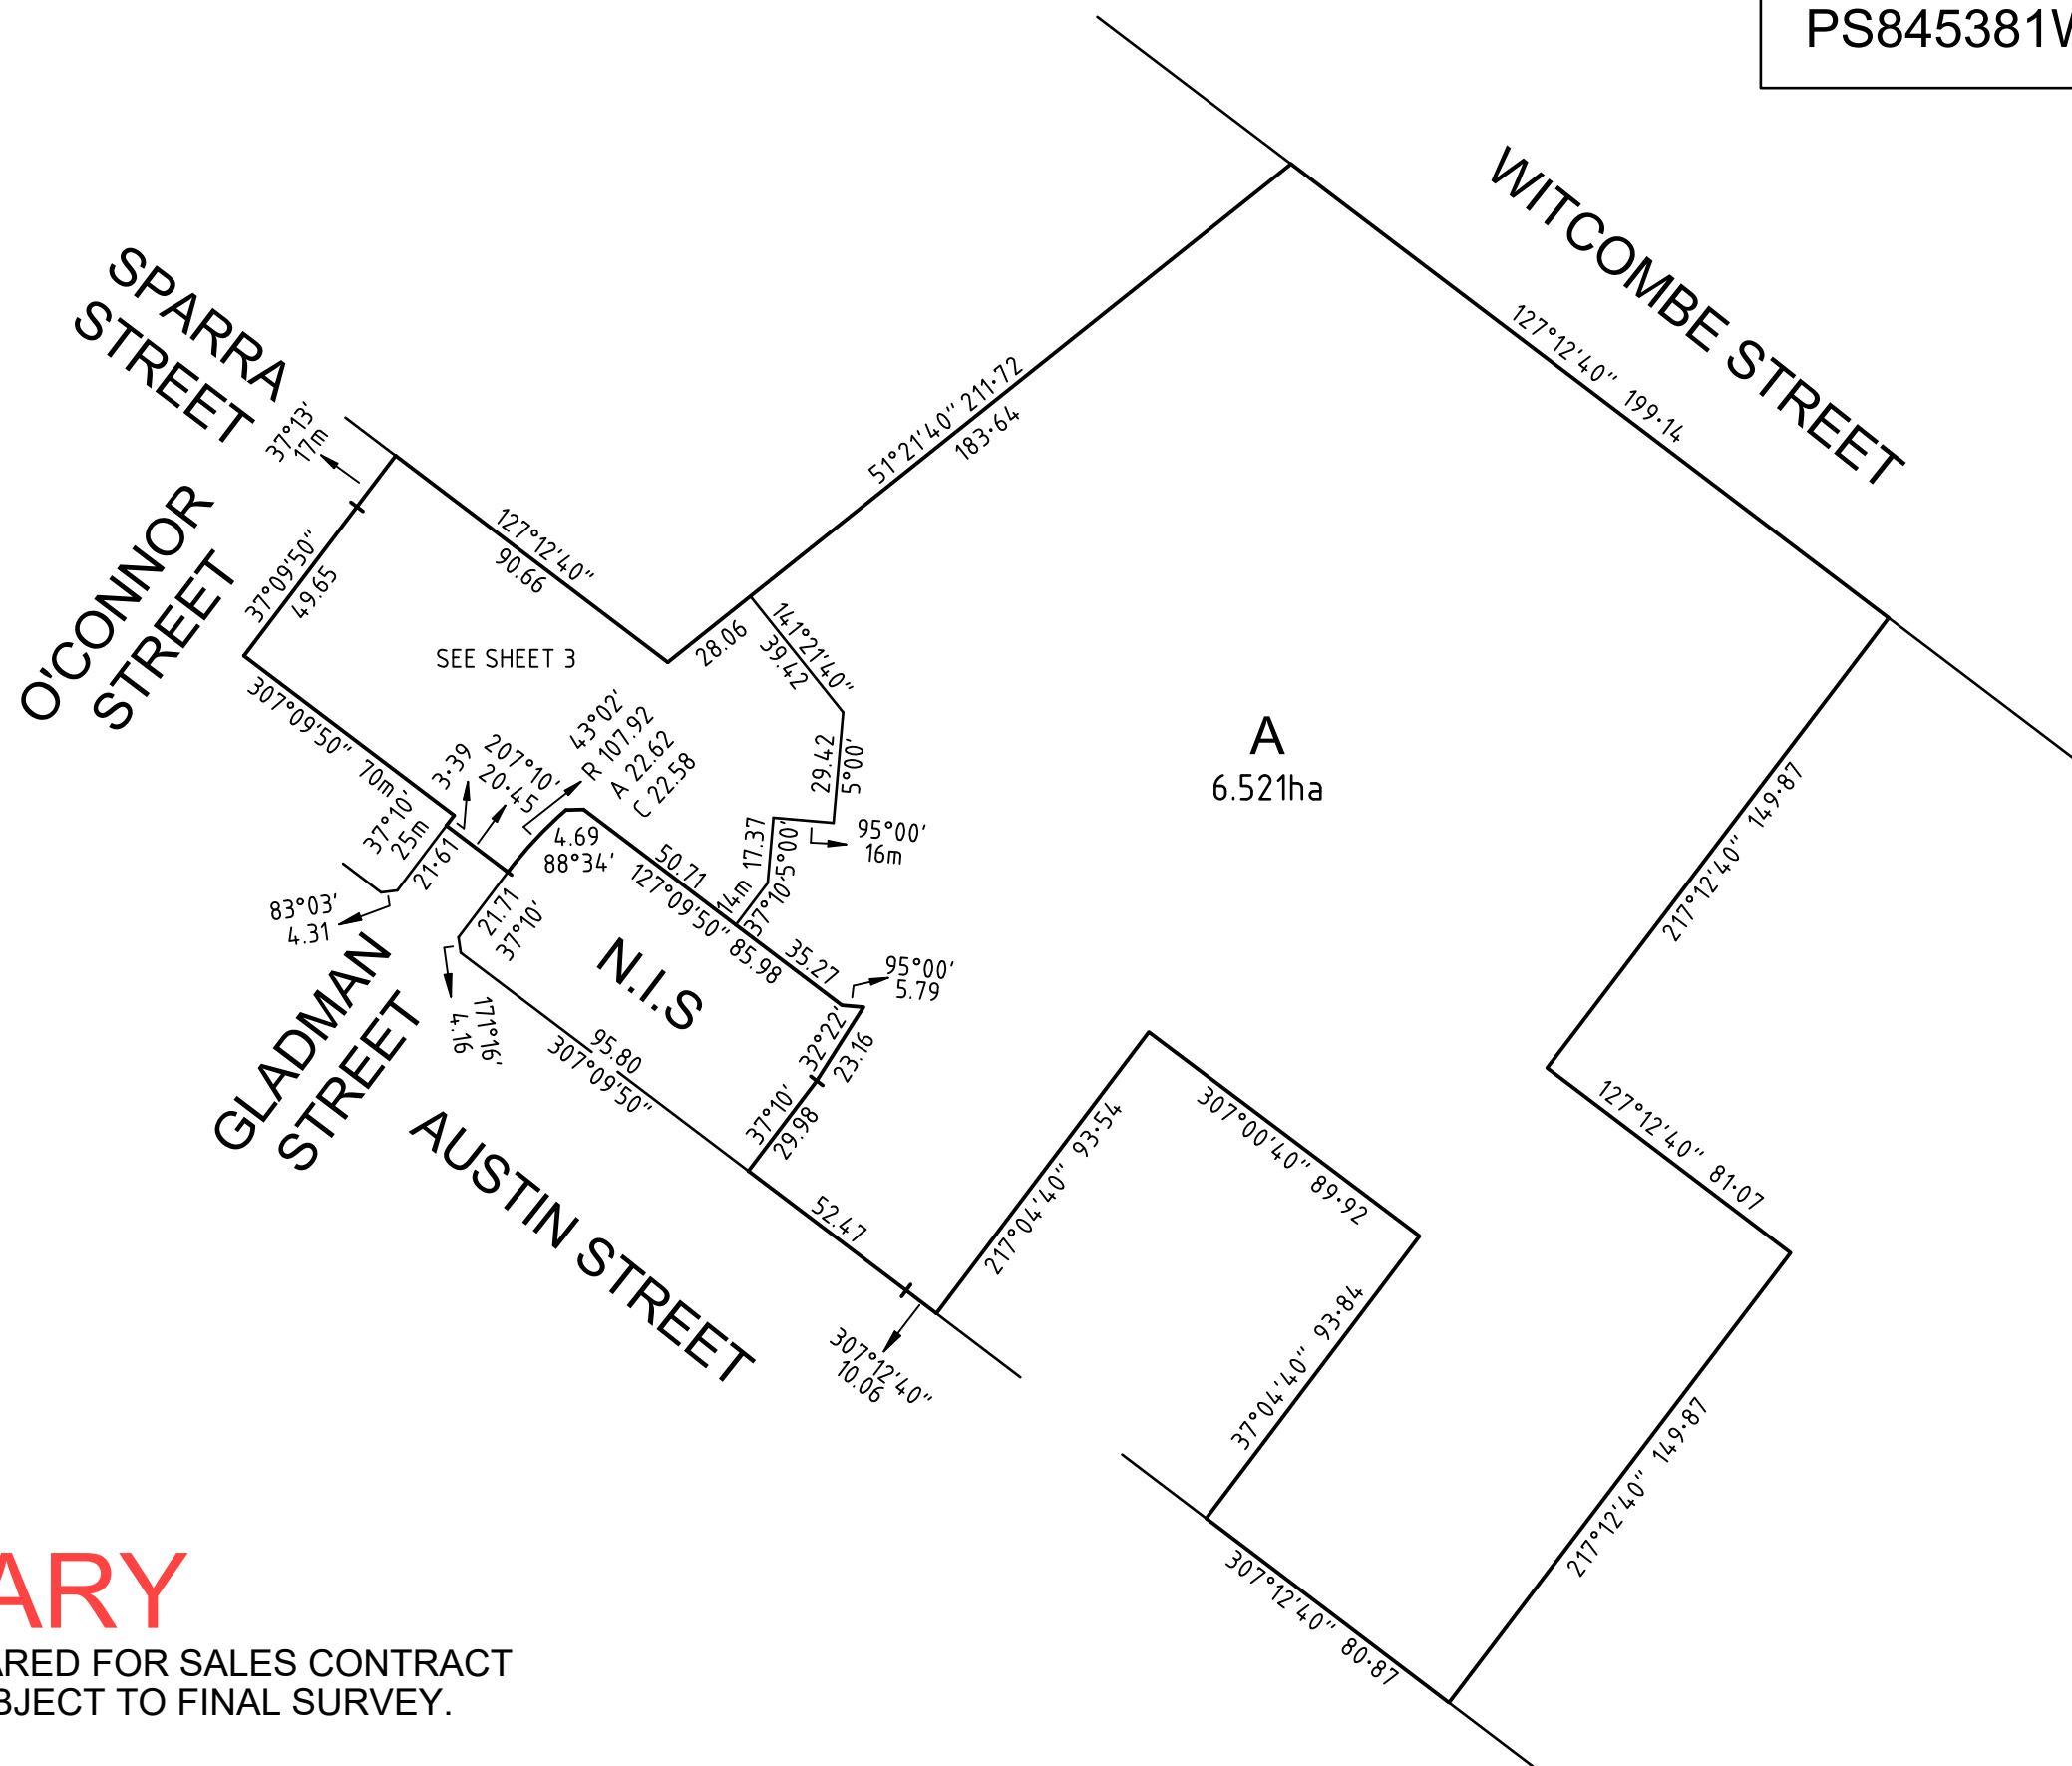 PS845381W
WITCOMBE STREET
127°12'40" 199·14
SPARRA
STREET
37°13'
17m
O'CONNOR
STREET
37°09'50"
49.65
127°12'40"
90.66
51°21'40" 211·72
183·64
28.06
SEE SHEET 3
141°21'40"
39.42
29.42
5°00'
A
6.521ha
307°09'50" 70m
3·39
207°10'
20·45
43°02'
R 107.92
A 22.62
C 22.58
37°10'
25m
21·61
4.69
88°34'
50.71
127°09'50" 85.98
14m 17.37
37°10' 5°00'
95°00'
16m
217°12'40" 149·87
83°03'
4.31
21.71
37°10'
N.I.S
35.27
95°00'
5.79
32°22'
23.16
171°16'
4.16
GLADMAN
STREET
95.80
307°09'50"
37°10'
29.98
AUSTIN STREET
52.47
217°04'40" 93·54
307°00'40" 89·92
127°12'40" 81·07
307°12'40"
10.06
37°04'40" 93·84
217°12'40" 149·87
307°12'40" 80·87
ARY
ARED FOR SALES CONTRACT
BJECT TO FINAL SURVEY.